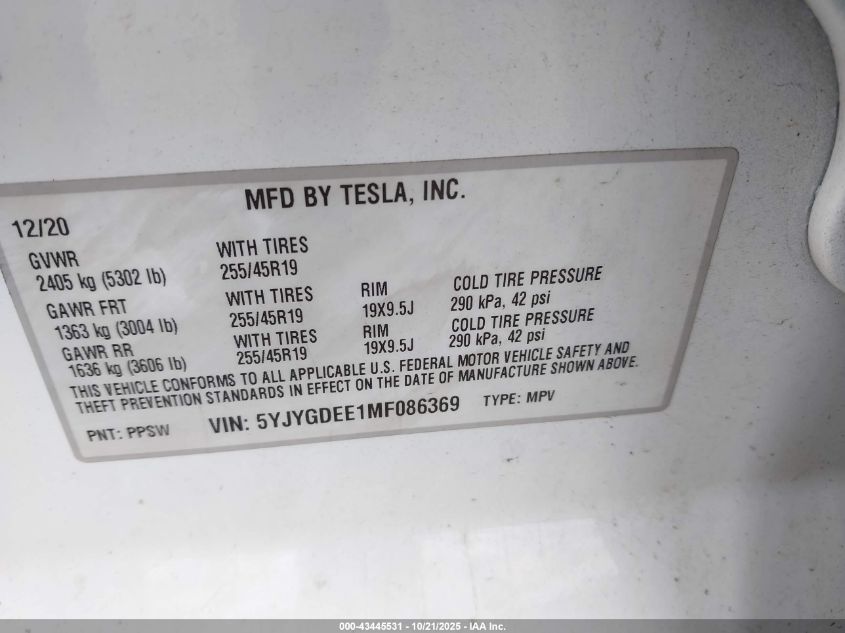 MFD BY TESLA, INC.
12/20
GVWR
2405 kg (5302 lb)
WITH TIRES
255/45R19
GAWR FRT
1363 kg (3004 lb)
WITH TIRES
255/45R19
RIM
19X9.5J
COLD TIRE PRESSURE
290 kPa, 42 psi
GAWR RR
1636 kg (3606 lb)
WITH TIRES
255/45R19
RIM
19X9.5J
COLD TIRE PRESSURE
290 kPa, 42 psi
THIS VEHICLE CONFORMS TO ALL APPLICABLE U.S. FEDERAL MOTOR VEHICLE SAFETY AND
THEFT PREVENTION STANDARDS IN EFFECT ON THE DATE OF MANUFACTURE SHOWN ABOVE.
PNT: PPSW VIN: 5YJYGDEE1MF086369 TYPE: MPV
000-43445531 - 10/21/2025 - IAA Inc.